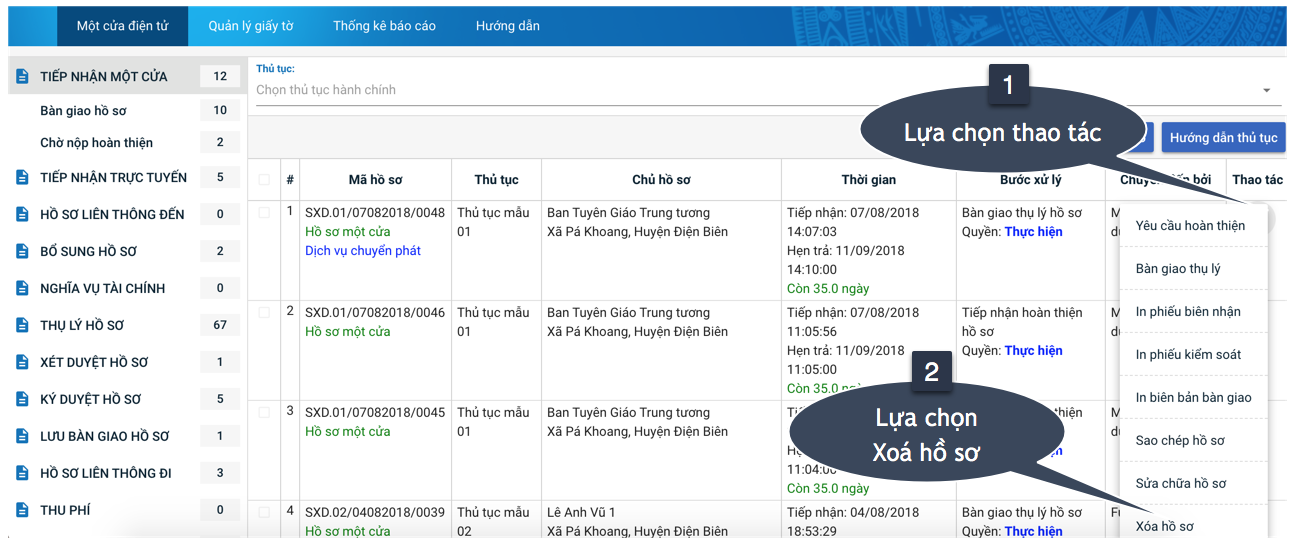 Một cửa điện tử Quản lý giấy tờ Thống kê báo cáo Hướng dẫn
TIẾP NHẬN MỘT CỬA 12
Bàn giao hồ sơ 10
Chờ nộp hoàn thiện 2
TIẾP NHẬN TRỰC TUYẾN 5
HỒ SƠ LIÊN THÔNG ĐẾN 0
BỔ SUNG HỒ SƠ 2
NGHĨA VỤ TÀI CHÍNH 0
THỤ LÝ HỒ SƠ 67
XÉT DUYỆT HỒ SƠ 1
KÝ DUYỆT HỒ SƠ 5
LƯU BÀN GIAO HỒ SƠ 1
HỒ SƠ LIÊN THÔNG ĐI 3
THU PHÍ 0
Thủ tục:
Chọn thủ tục hành chính
1
Lựa chọn thao tác
Hướng dẫn thủ tục
# Mã hồ sơ Thủ tục Chủ hồ sơ Thời gian Bước xử lý bởi Thao tác
1 SXD.01/07082018/0048 Thủ tục mẫu Ban Tuyên Giáo Trung tương Tiếp nhận: 07/08/2018 Bàn giao thụ lý hồ sơ
Hồ sơ một cửa 01 Xã Pá Khoang, Huyện Điện Biên 14:07:03 Quyền: Thực hiện
Dịch vụ chuyển phát Hẹn trả: 11/09/2018
14:10:00
Còn 35.0 ngày
2 SXD.01/07082018/0046 Thủ tục mẫu Ban Tuyên Giáo Trung tương Tiếp nhận: 07/08/2018 Tiếp nhận hoàn thiện
Hồ sơ một cửa 01 Xã Pá Khoang, Huyện Điện Biên 11:05:56 hồ sơ
Hẹn trả: 11/09/2018 Quyền: Thực hiện
11:05:00
Còn 35.0
3 SXD.01/07082018/0045 Thủ tục mẫu Ban Tuyên Giáo Trung tương
Hồ sơ một cửa 01 Xã Pá Khoang, Huyện Điện Biên
11:04:00
Còn 35.0 ngày
4 SXD.02/04082018/0039 Thủ tục mẫu Lê Anh Vũ 1 Tiếp nhận: 04/08/2018 Bàn giao thụ lý hồ sơ
Hồ sơ một cửa 02 Xã Pá Khoang, Huyện Điện Biên 18:53:29 Quyền: Thực hiện
Yêu cầu hoàn thiện
Bàn giao thụ lý
In phiếu biên nhận
In phiếu kiểm soát
In biên bản bàn giao
Sao chép hồ sơ
Sửa chữa hồ sơ
Xóa hồ sơ
2
Lựa chọn
Xoá hồ sơ